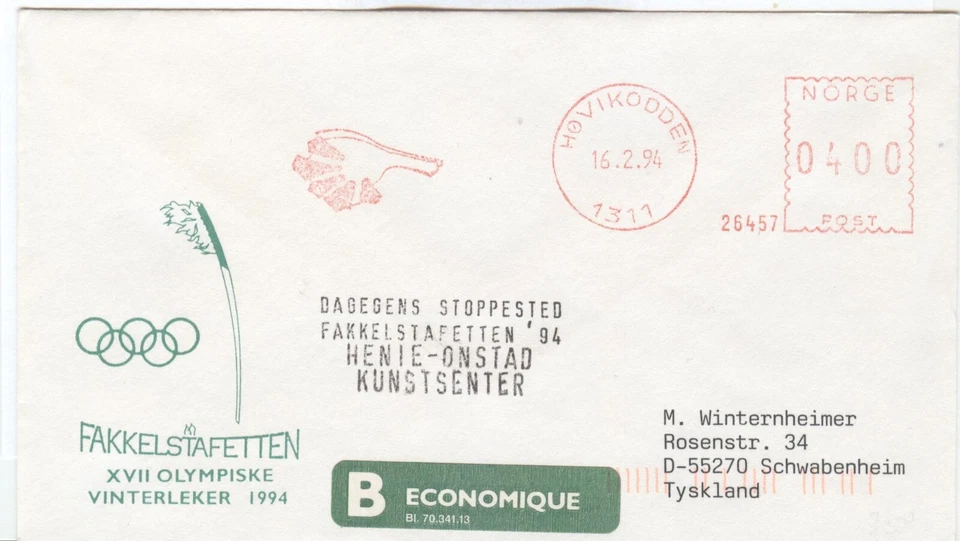 HØVIKODDEN
16.2.94
1311
26457
NORGE
0400
POST
DAGEGENS STOPPESTED
FAKKELSTAFETTEN '94
HENIE-ONSTAD
KUNSTSENTER
FAKKELSTAFETTEN
XVII OLYMPISKE
VINTERLEKER 1994
B ECONOMIQUE
Bl. 70.341.13
M. Winternheimer
Rosenstr. 34
D-55270 Schwabenheim
Tyskland